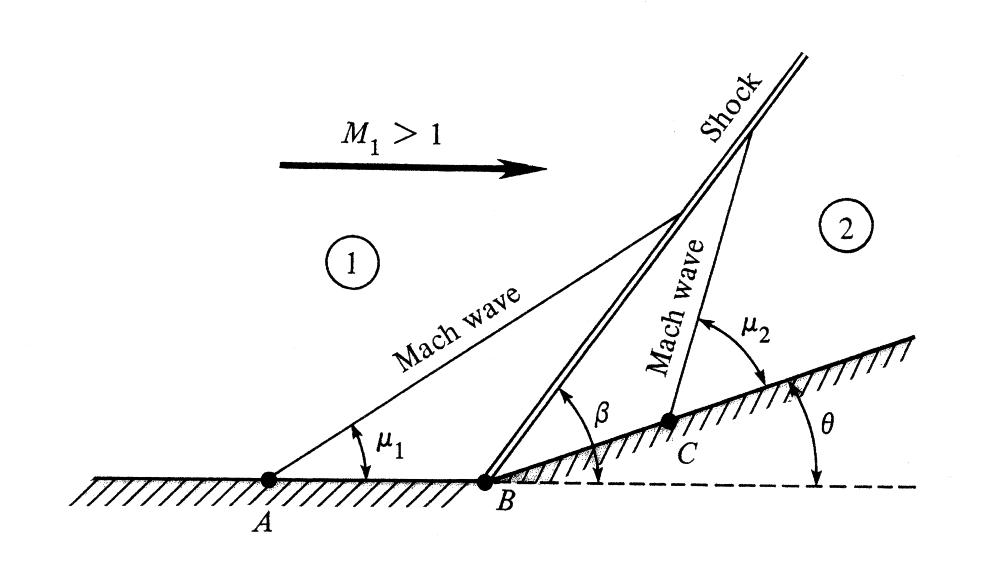 Shock
M₁ > 1
2
1
Mach wave
Mach wave
μ₂
β
θ
μ₁
C
B
A